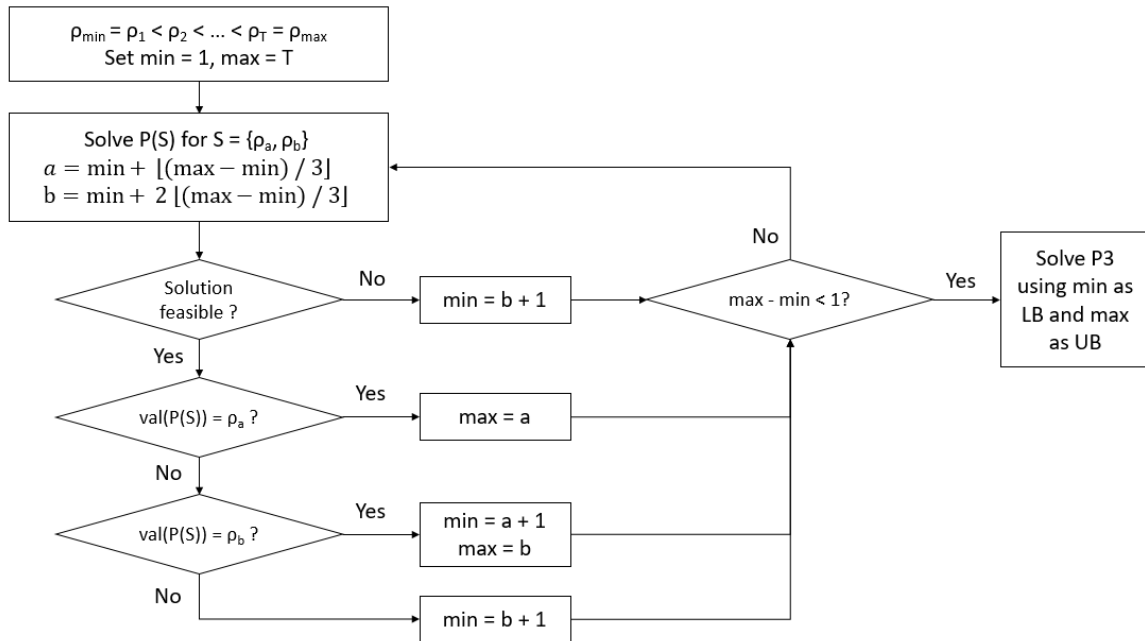 ρmin = ρ1 < ρ2 < ... < ρT = ρmax
Set min = 1, max = T
Solve P(S) for S = {ρa, ρb}
a = min + ⌊(max − min) / 3⌋
b = min + 2 ⌊(max − min) / 3⌋
Solution
feasible ?
No
min = b + 1
max - min < 1?
No
Yes
Solve P3
using min as
LB and max
as UB
Yes
val(P(S)) = ρa ?
Yes
max = a
No
val(P(S)) = ρb ?
Yes
min = a + 1
max = b
No
min = b + 1